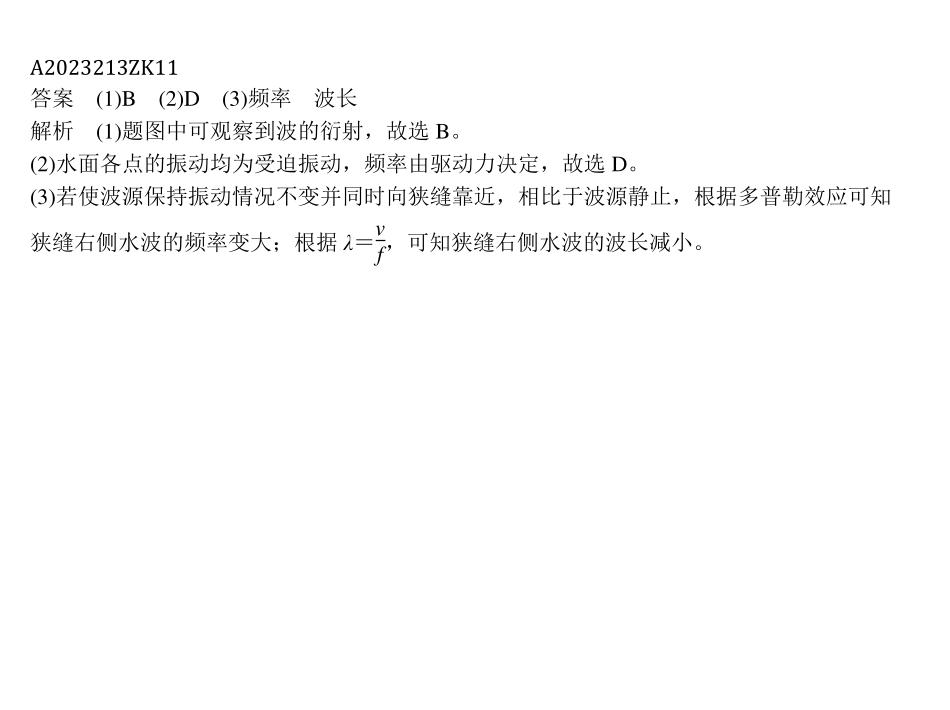 A2023213ZK11
答案 (1)B (2)D (3)频率 波长
解析 (1)题图中可观察到波的衍射，故选 B。
(2)水面各点的振动均为受迫振动，频率由驱动力决定，故选 D。
(3)若使波源保持振动情况不变并同时向狭缝靠近，相比于波源静止，根据多普勒效应可知
狭缝右侧水波的频率变大；根据 λ＝v/f，可知狭缝右侧水波的波长减小。